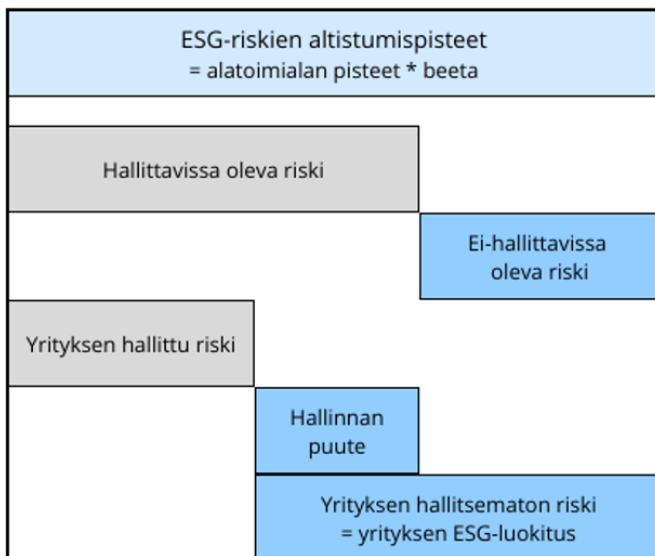 ESG-riskien altistumispisteet
= alatoimialan pisteet * beeta
Hallittavissa oleva riski
Ei-hallittavissa
oleva riski
Yrityksen hallittu riski
Hallinnan
puute
Yrityksen hallitsematon riski
= yrityksen ESG-luokitus